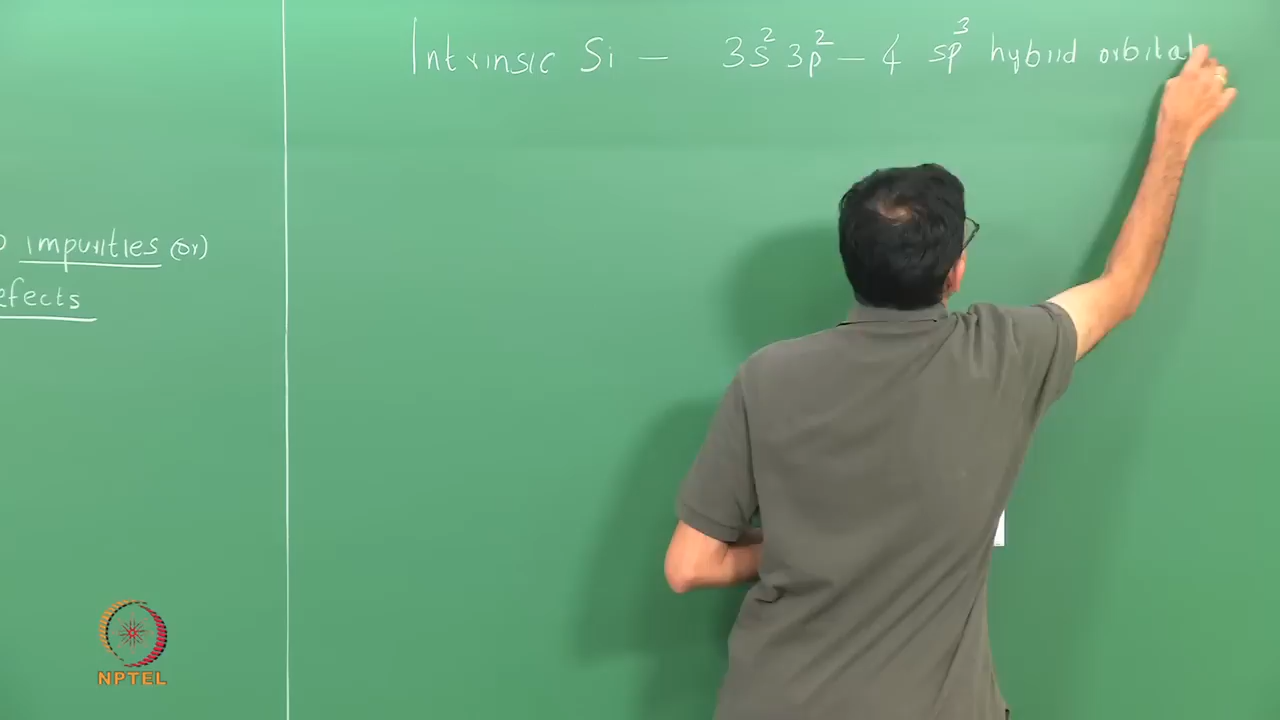 Intrinsic Si – 3s² 3p² – 4 sp³ hybrid orbital
impurities (or)
efects
NPTEL